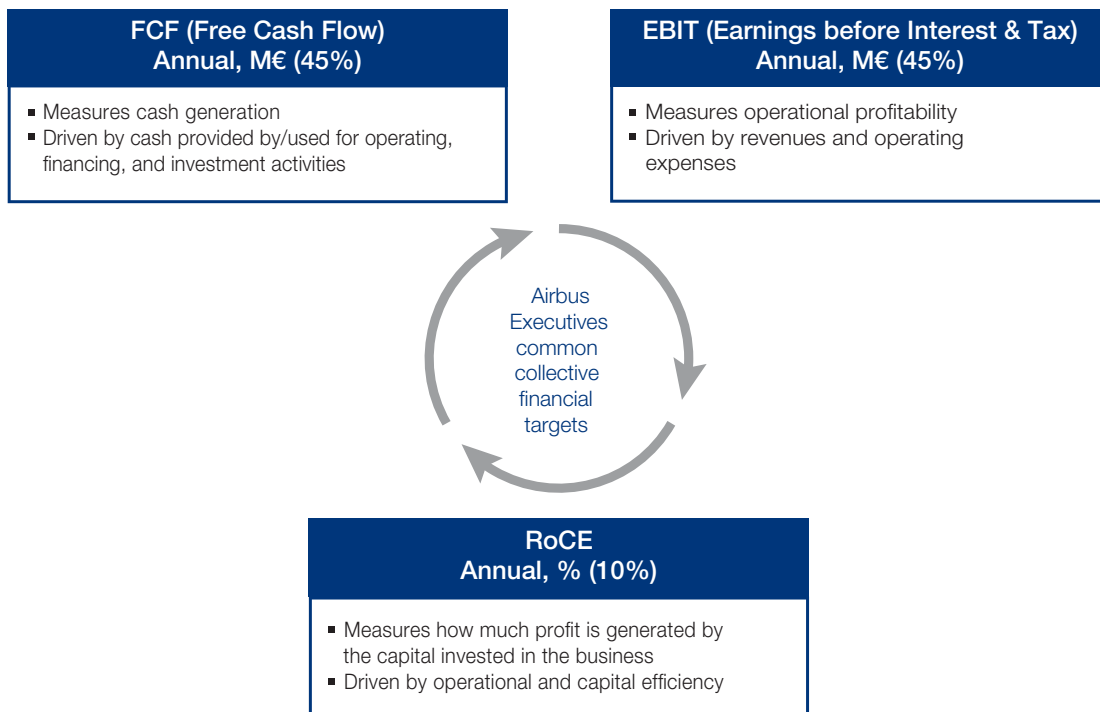 FCF (Free Cash Flow)
Annual, M€ (45%)
▪ Measures cash generation
▪ Driven by cash provided by/used for operating,
financing, and investment activities
EBIT (Earnings before Interest & Tax)
Annual, M€ (45%)
▪ Measures operational profitability
▪ Driven by revenues and operating
expenses
Airbus
Executives
common
collective
financial
targets
RoCE
Annual, % (10%)
▪ Measures how much profit is generated by
the capital invested in the business
▪ Driven by operational and capital efficiency